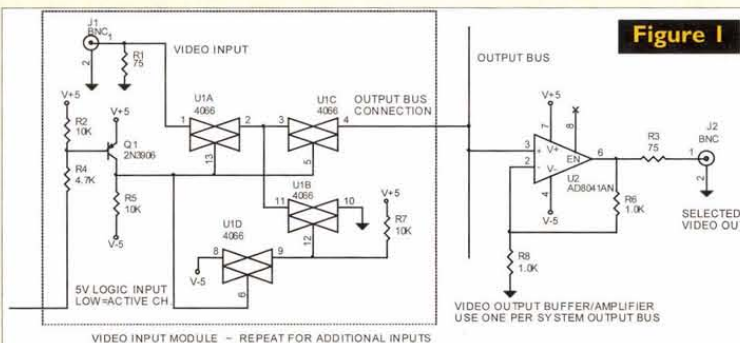 Figure 1
J1
BNC
1
2
R1
75
VIDEO INPUT
V+5
R2
10K
R4
4.7K
V+5
Q1
2N3906
R5
10K
V-5
U1A
4066
1
2
13
U1C
4066
3
4
5
OUTPUT BUS
CONNECTION
U1B
4066
11
10
12
V+5
R7
10K
U1D
4066
8
9
6
V-5
5V LOGIC INPUT
LOW=ACTIVE CH.
VIDEO INPUT MODULE – REPEAT FOR ADDITIONAL INPUTS
OUTPUT BUS
V+5
7
8
3
+
V+
EN
6
2
-
V-
4
V-5
U2
AD8041AN
R3
75
J2
BNC
1
2
R6
1.0K
SELECTED
VIDEO OU
R8
1.0K
VIDEO OUTPUT BUFFER/AMPLIFIER
USE ONE PER SYSTEM OUTPUT BUS